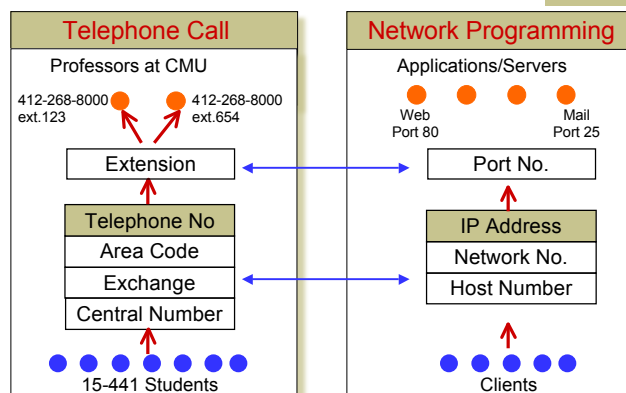 Telephone Call
Professors at CMU
412-268-8000
ext.123
412-268-8000
ext.654
Extension
Telephone No
Area Code
Exchange
Central Number
15-441 Students
Network Programming
Applications/Servers
Web
Port 80
Mail
Port 25
Port No.
IP Address
Network No.
Host Number
Clients